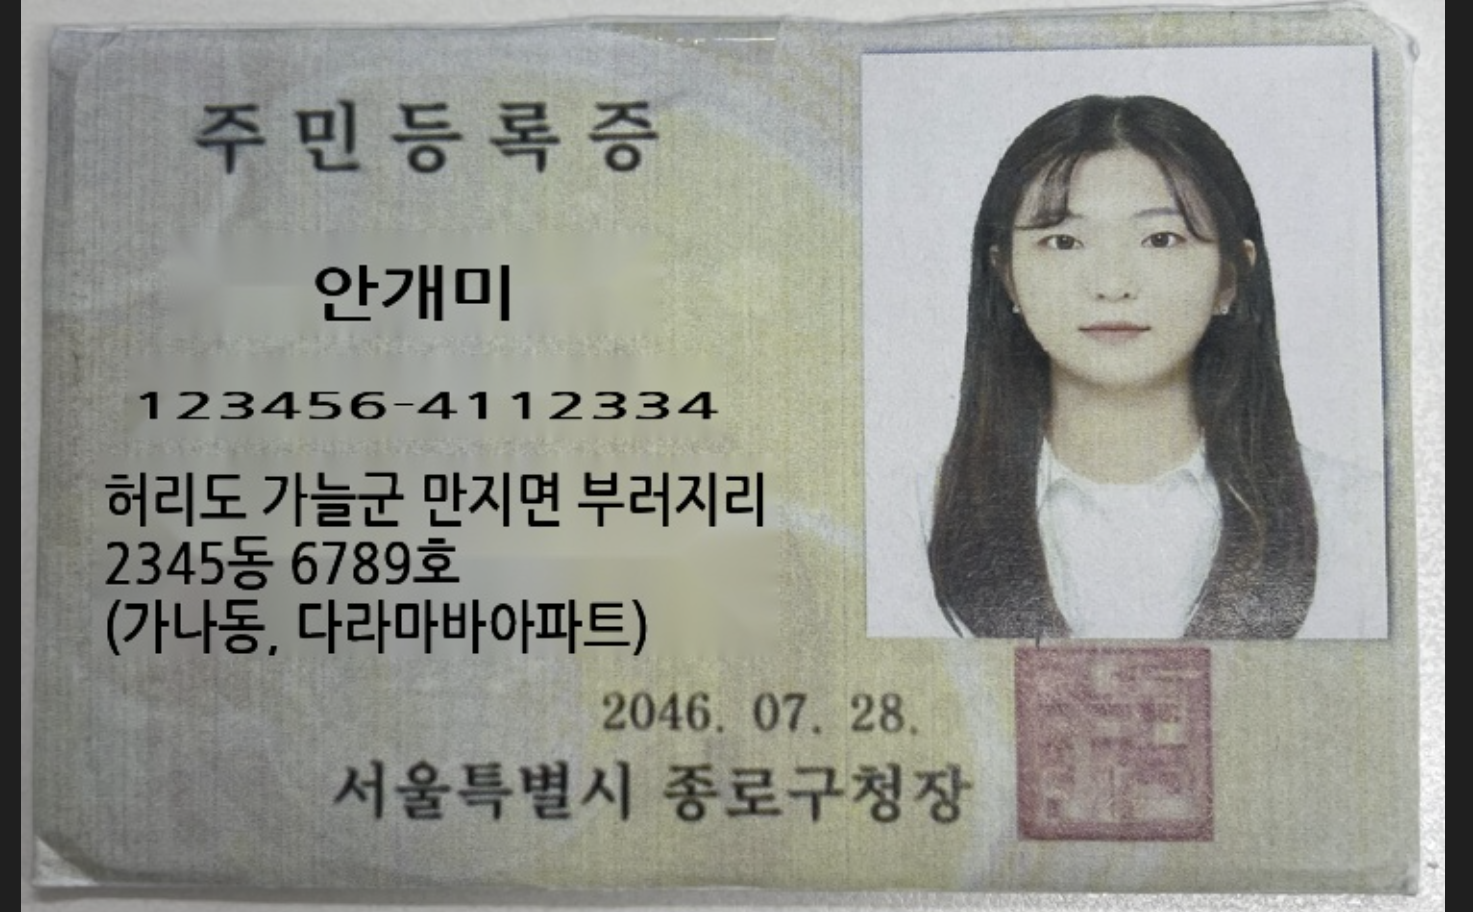 주민등록증
안개미
123456-4112334
허리도 가늘군 만지면 부러지리
2345동 6789호
(가나동, 다라마바아파트)
2046. 07. 28.
서울특별시 종로구청장